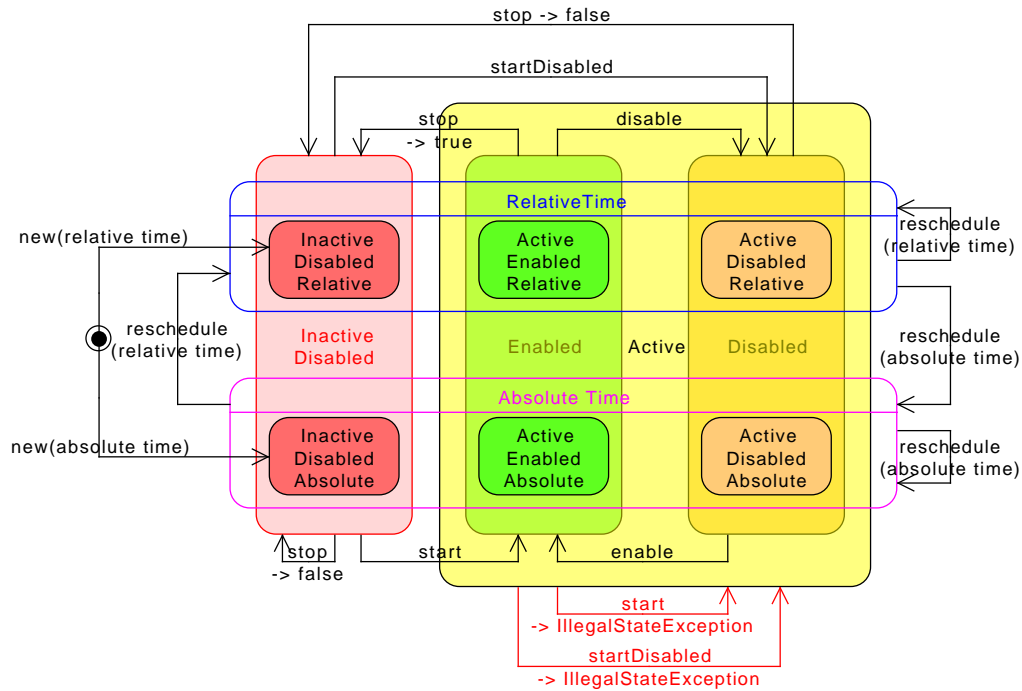 stop -> false
startDisabled
stop
-> true
disable
RelativeTime
new(relative time)
Inactive
Disabled
Relative
Active
Enabled
Relative
Active
Disabled
Relative
reschedule
(relative time)
reschedule
(relative time)
Inactive
Disabled
Enabled
Active
Disabled
reschedule
(absolute time)
Absolute Time
new(absolute time)
Inactive
Disabled
Absolute
Active
Enabled
Absolute
Active
Disabled
Absolute
reschedule
(absolute time)
stop
-> false
start
enable
start
-> IllegalStateException
startDisabled
-> IllegalStateException